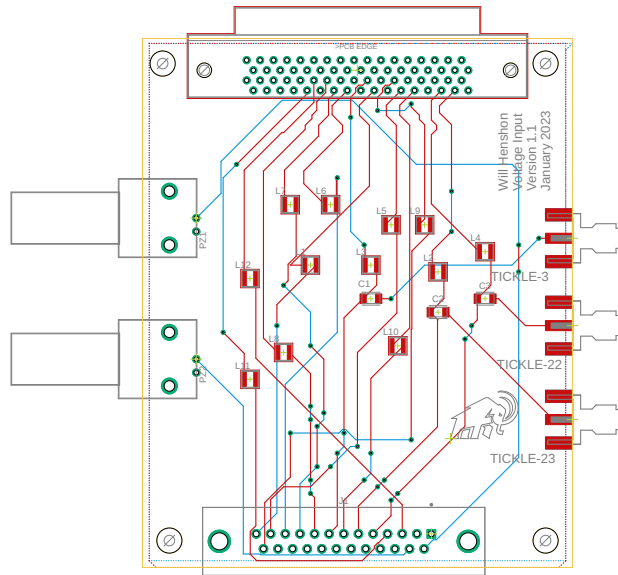 >PCB EDGE
Will Henshon
Voltage Input
Version 1.1
January 2023
L7
L6
L5
L9
L4
PZ1
L1
L3
L2
L12
TICKLE-3
C1
C2
C3
L10
L8
TICKLE-22
PZ2
L11
TICKLE-23
J1